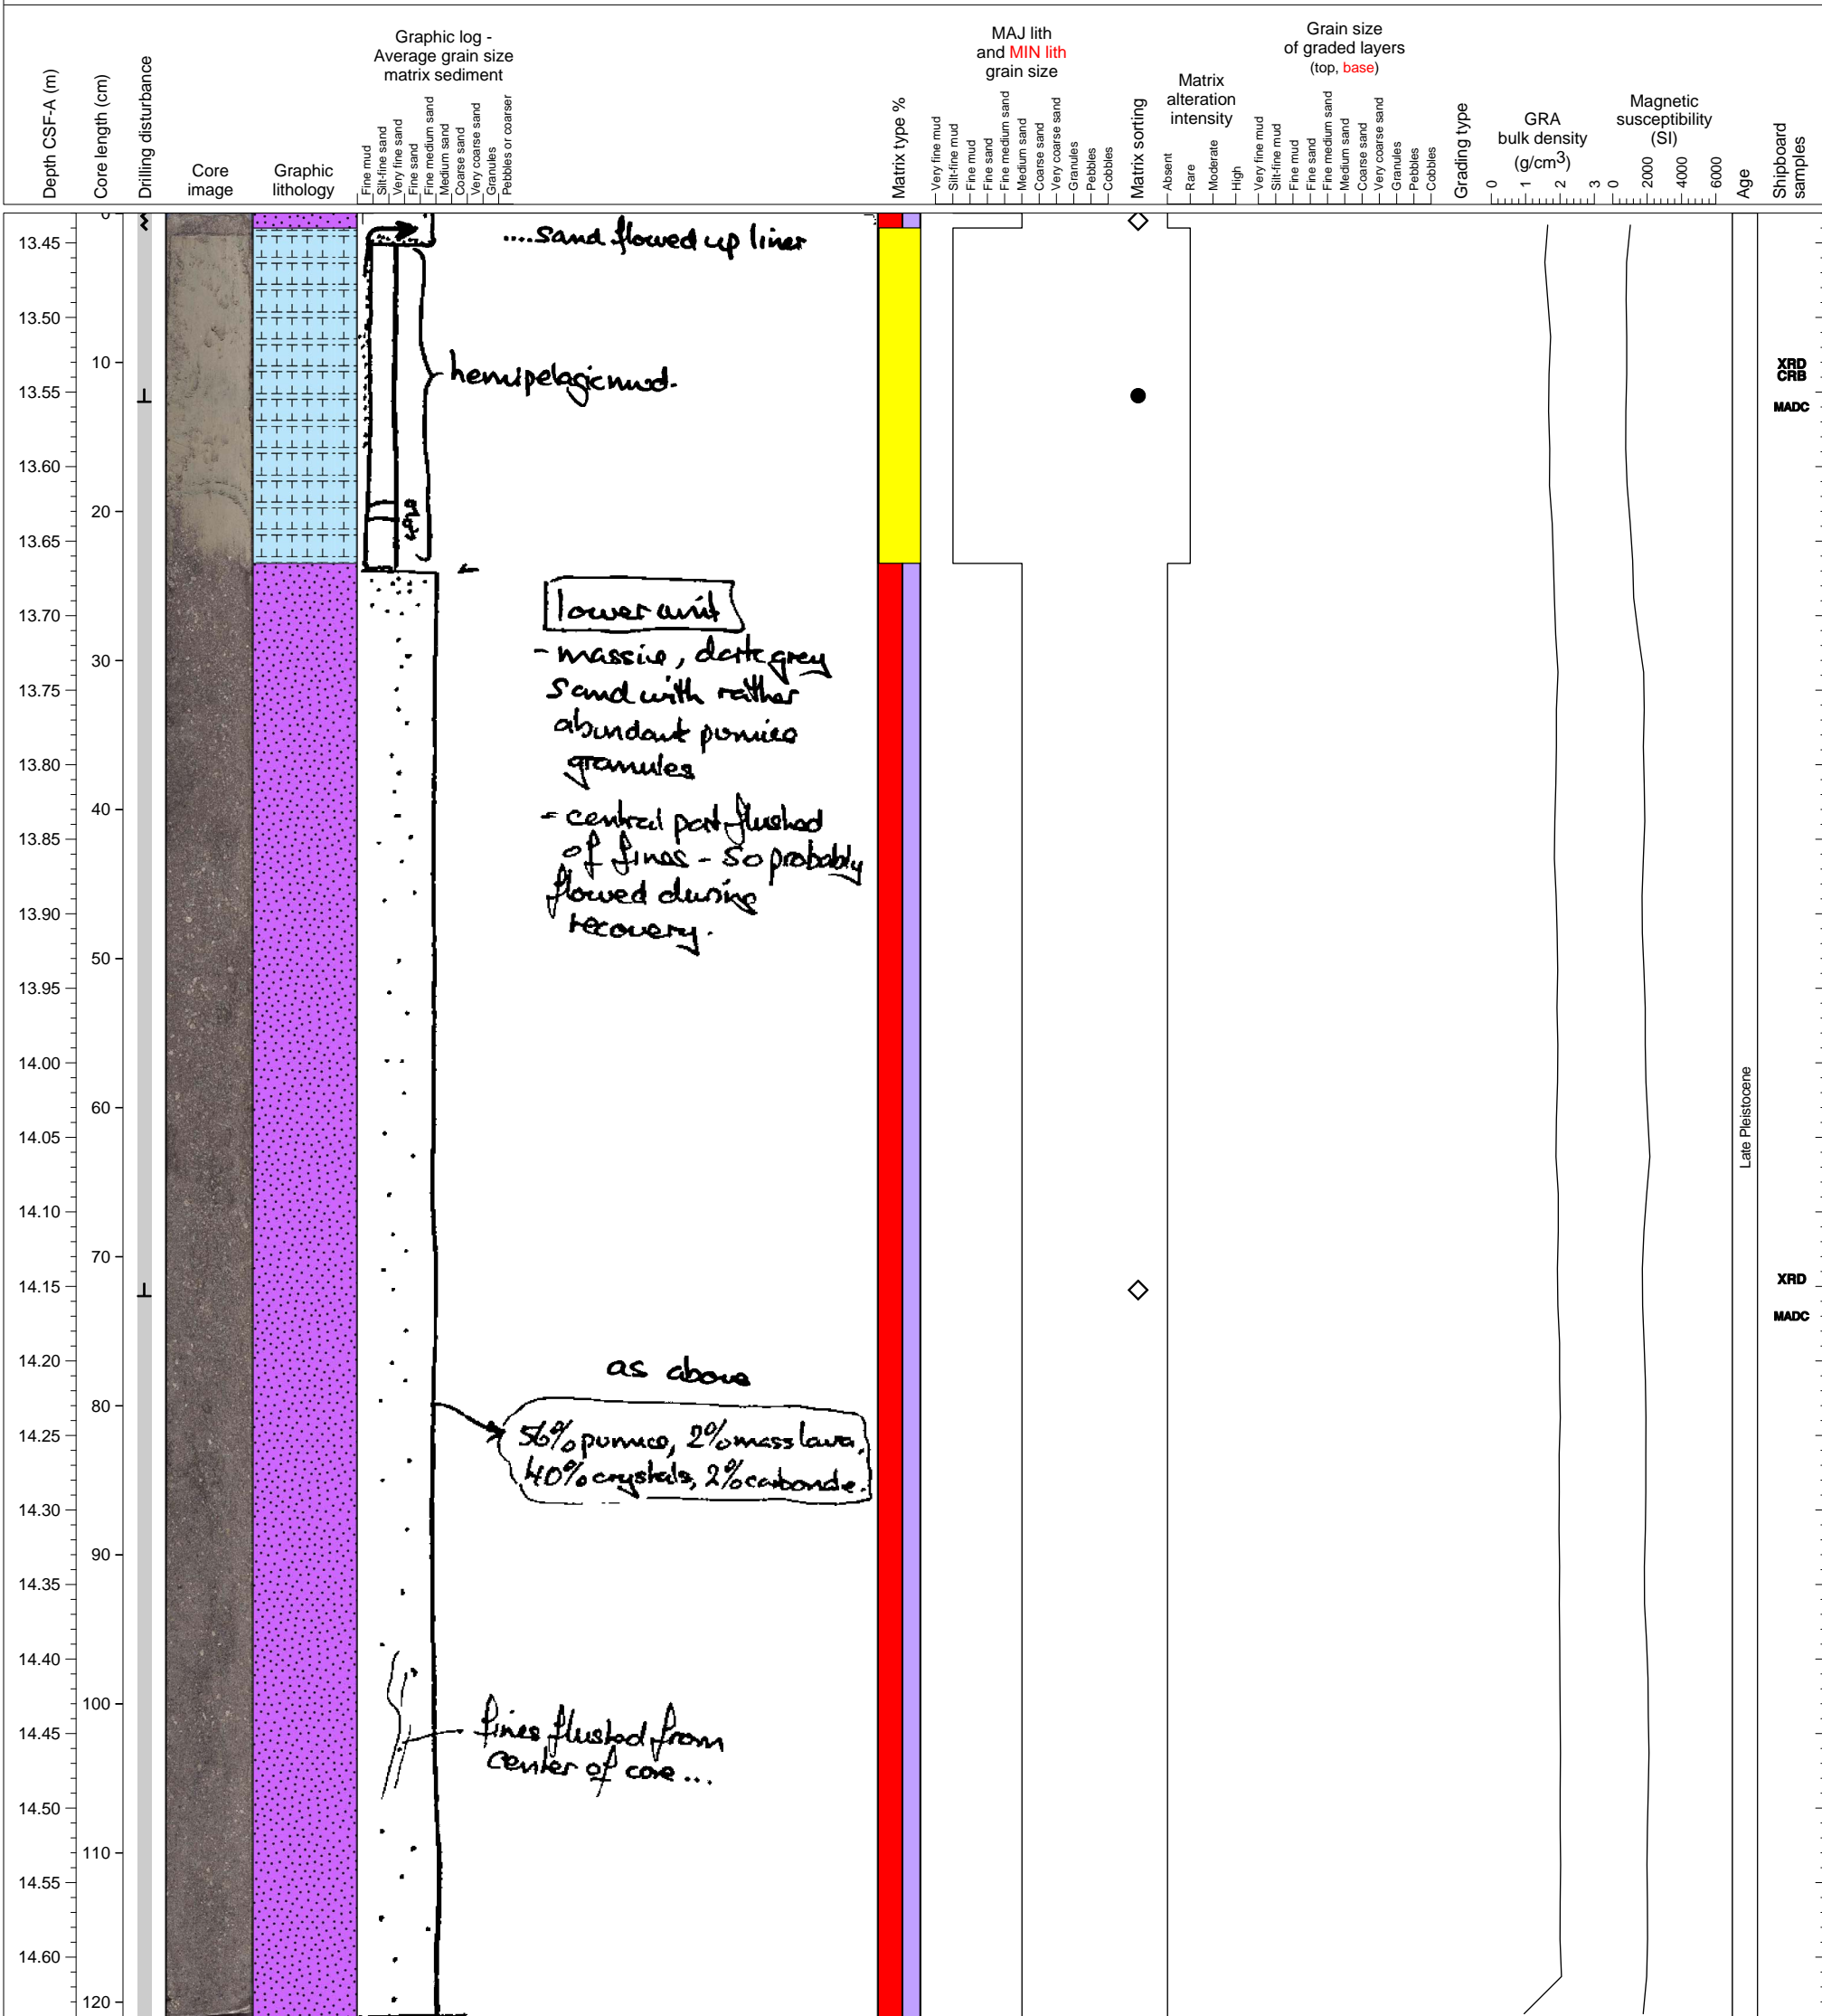 Depth CSF-A (m)
Core length (cm)
Drilling disturbance
Core
image
Graphic
lithology
Graphic log -
Average grain size
matrix sediment
Fine mud
Silt-fine sand
Very fine sand
Fine sand
Fine medium sand
Medium sand
Coarse sand
Very coarse sand
Granules
Pebbles or coarser
Matrix type %
MAJ lith
and MIN lith
grain size
Very fine mud
Silt-fine mud
Fine mud
Fine sand
Fine medium sand
Medium sand
Coarse sand
Very coarse sand
Granules
Pebbles
Cobbles
Matrix sorting
Matrix
alteration
intensity
Absent
Rare
Moderate
High
Grain size
of graded layers
(top, base)
Very fine mud
Silt-fine mud
Fine mud
Fine sand
Fine medium sand
Medium sand
Coarse sand
Very coarse sand
Granules
Pebbles
Cobbles
Grading type
GRA
bulk density
(g/cm3)
0 1 2 3
Magnetic
susceptibility
(SI)
0 2000 4000 6000
Age
Shipboard
samples
0
....sand flowed up liner
13.45
13.50
10
hemipelagic mud.
XRD
CRB
13.55
MADC
13.60
20
13.65
lower unit
13.70
30
- massive, dark grey
sand with rather
abundant pumice
granules
13.75
13.80
40
- central part flushed
of fines - so probably
flowed during
recovery.
13.85
13.90
50
13.95
14.00
60
14.05
Late Pleistocene
14.10
70
14.15
XRD
MADC
14.20
as above
80
14.25
56% pumice, 2% mass lava,
40% crystals, 2% carbonate.
14.30
90
14.35
14.40
100
fines flushed from
center of core ...
14.45
14.50
110
14.55
14.60
120